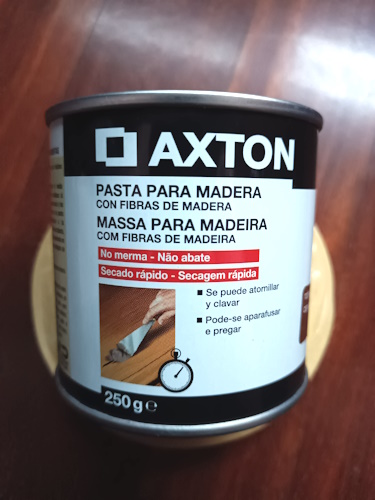 AXTON
PASTA PARA MADERA
CON FIBRAS DE MADERA
MASSA PARA MADEIRA
COM FIBRAS DE MADEIRA
No merma - Não abate
Secado rápido - Secagem rápida
Se puede atornillar
y clavar
Pode-se aparafusar
e pregar
250 g ℮